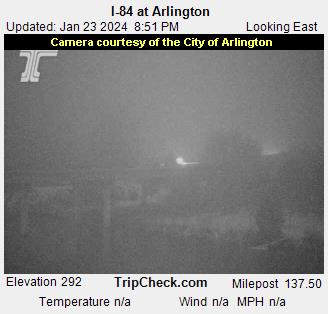 I-84 at Arlington
Updated: Jan 23 2024 8:51 PM Looking East
Camera courtesy of the City of Arlington
Elevation 292 TripCheck.com Milepost 137.50
Temperature n/a Wind n/a MPH n/a